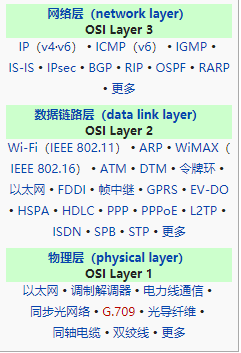 网络层（network layer)
OSI Layer 3
IP（v4·v6） • ICMP（v6） • IGMP •
IS-IS • IPsec • BGP • RIP • OSPF • RARP
• 更多
数据链路层（data link layer)
OSI Layer 2
Wi-Fi（IEEE 802.11） • ARP • WiMAX（
IEEE 802.16） • ATM • DTM • 令牌环 •
以太网 • FDDI • 帧中继 • GPRS • EV-DO
• HSPA • HDLC • PPP • PPPoE • L2TP •
ISDN • SPB • STP • 更多
物理层（physical layer)
OSI Layer 1
以太网 • 调制解调器 • 电力线通信 •
同步光网络 • G.709 • 光导纤维 •
同轴电缆 • 双绞线 • 更多